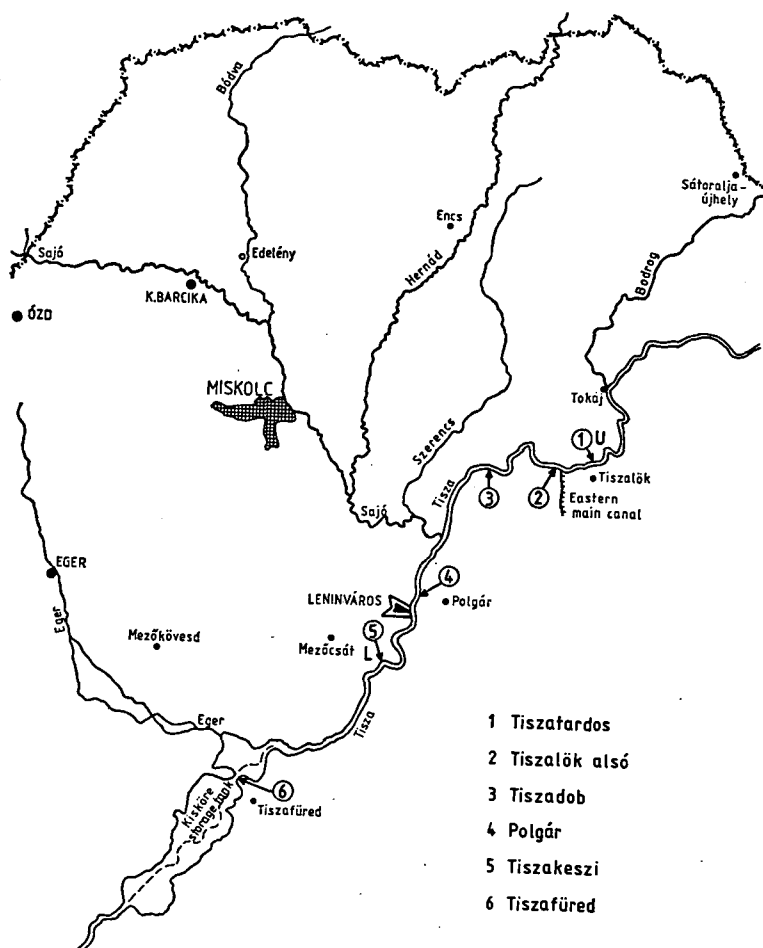 Bódva
Sátoralja-
újhely
Encs
Sajó
Edelény
Hernád
Bodrog
K.BARCIKA
ÓZD
MISKOLC
Tokaj
Szerencs
1 U
Tiszalök
Tisza
3
2
Eastern
main canal
Sajó
EGER
4
LENINVÁROS
Polgár
Eger
5
Mezőkövesd
Mezőcsát
L
Eger
Tisza
1 Tiszatardos
2 Tiszalök alsó
Kisköre
storage tank
6
Tiszafüred
3 Tiszadob
4 Polgár
5 Tiszakeszi
6 Tiszafüred